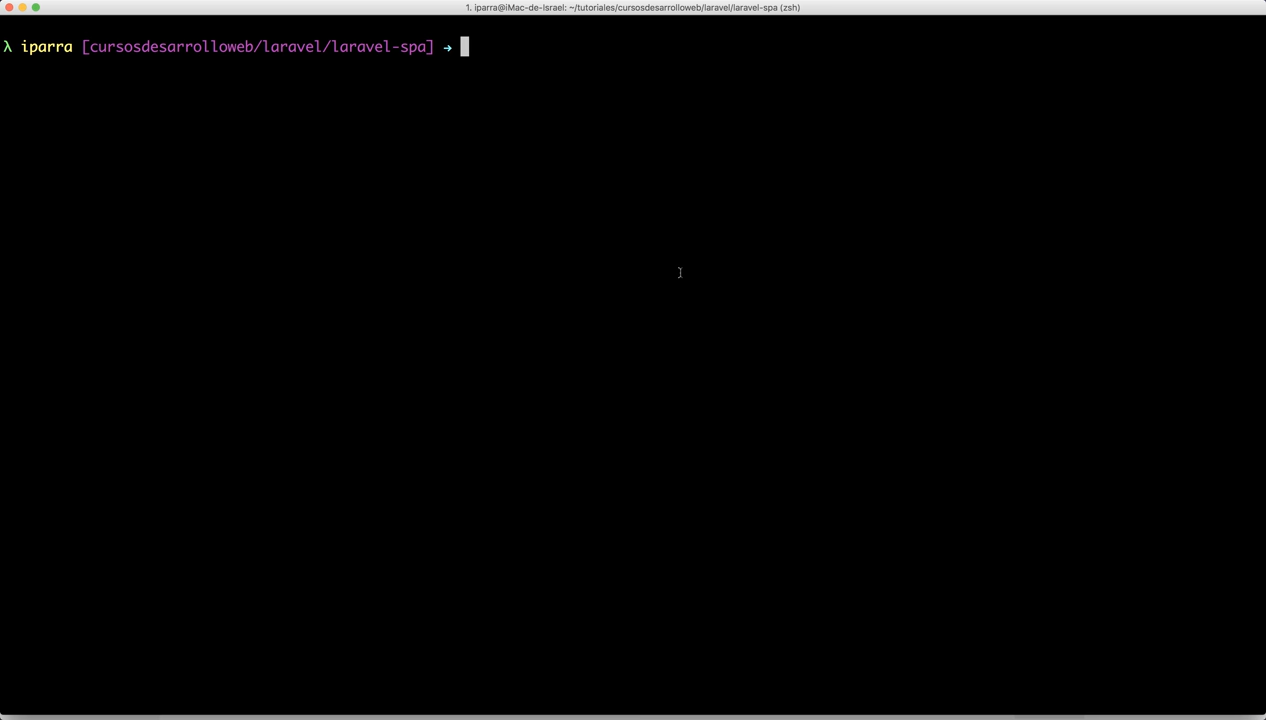 1. iparra@iMac-de-Israel: ~/tutoriales/cursosdesarrolloweb/laravel/laravel-spa (zsh)
λ iparra [cursosdesarrolloweb/laravel/laravel-spa] →